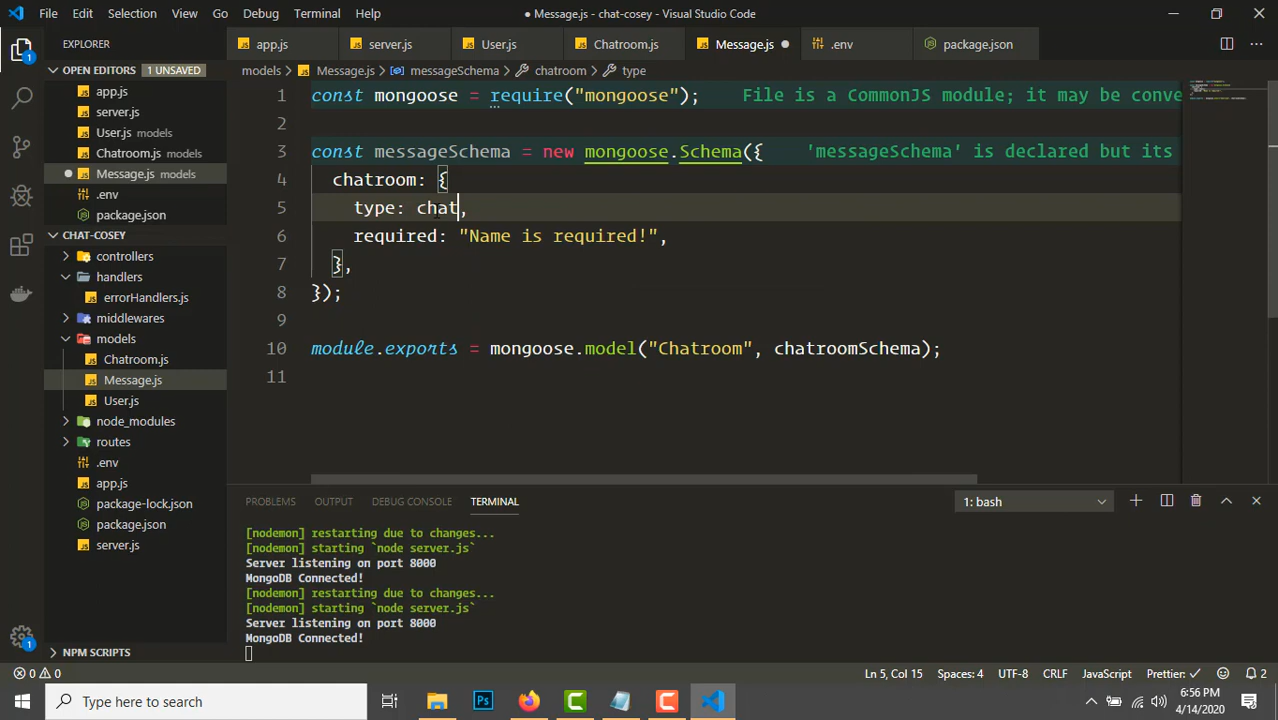 File Edit Selection View Go Debug Terminal Help
● Message.js - chat-cosey - Visual Studio Code
EXPLORER
app.js
server.js
User.js
Chatroom.js
Message.js
.env
package.json
OPEN EDITORS 1 UNSAVED
app.js
server.js
User.js models
Chatroom.js models
Message.js models
.env
package.json
CHAT-COSEY
controllers
handlers
errorHandlers.js
middlewares
models
Chatroom.js
Message.js
User.js
node_modules
routes
.env
app.js
package-lock.json
package.json
server.js
NPM SCRIPTS
models > Message.js > messageSchema > chatroom > type
1 const mongoose = require("mongoose"); File is a CommonJS module; it may be conve
2
3 const messageSchema = new mongoose.Schema({ 'messageSchema' is declared but its
4 chatroom: {
5 type: chat,
6 required: "Name is required!",
7 },
8 });
9
10 module.exports = mongoose.model("Chatroom", chatroomSchema);
11
PROBLEMS OUTPUT DEBUG CONSOLE TERMINAL 1: bash
[nodemon] restarting due to changes...
[nodemon] starting `node server.js`
Server listening on port 8000
MongoDB Connected!
[nodemon] restarting due to changes...
[nodemon] starting `node server.js`
Server listening on port 8000
MongoDB Connected!
0 0 Ln 5, Col 15 Spaces: 4 UTF-8 CRLF JavaScript Prettier: ✓ 2
Type here to search
6:56 PM
4/14/2020